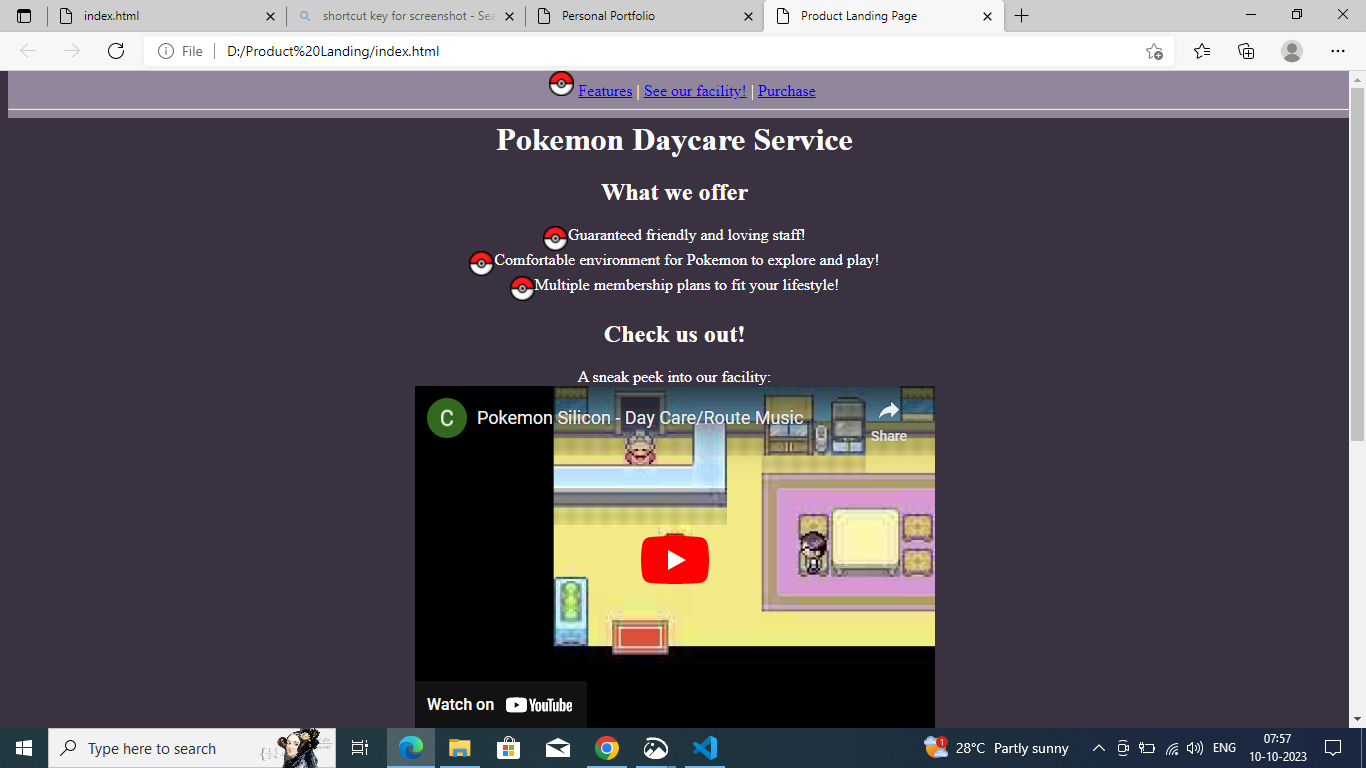 index.html
shortcut key for screenshot - Sea
Personal Portfolio
Product Landing Page
File
D:/Product%20Landing/index.html
Features | See our facility! | Purchase
Pokemon Daycare Service
What we offer
Guaranteed friendly and loving staff!
Comfortable environment for Pokemon to explore and play!
Multiple membership plans to fit your lifestyle!
Check us out!
A sneak peek into our facility:
C
Pokemon Silicon - Day Care/Route Music
Share
Watch on YouTube
Type here to search
1
28°C Partly sunny
ENG
07:57
10-10-2023